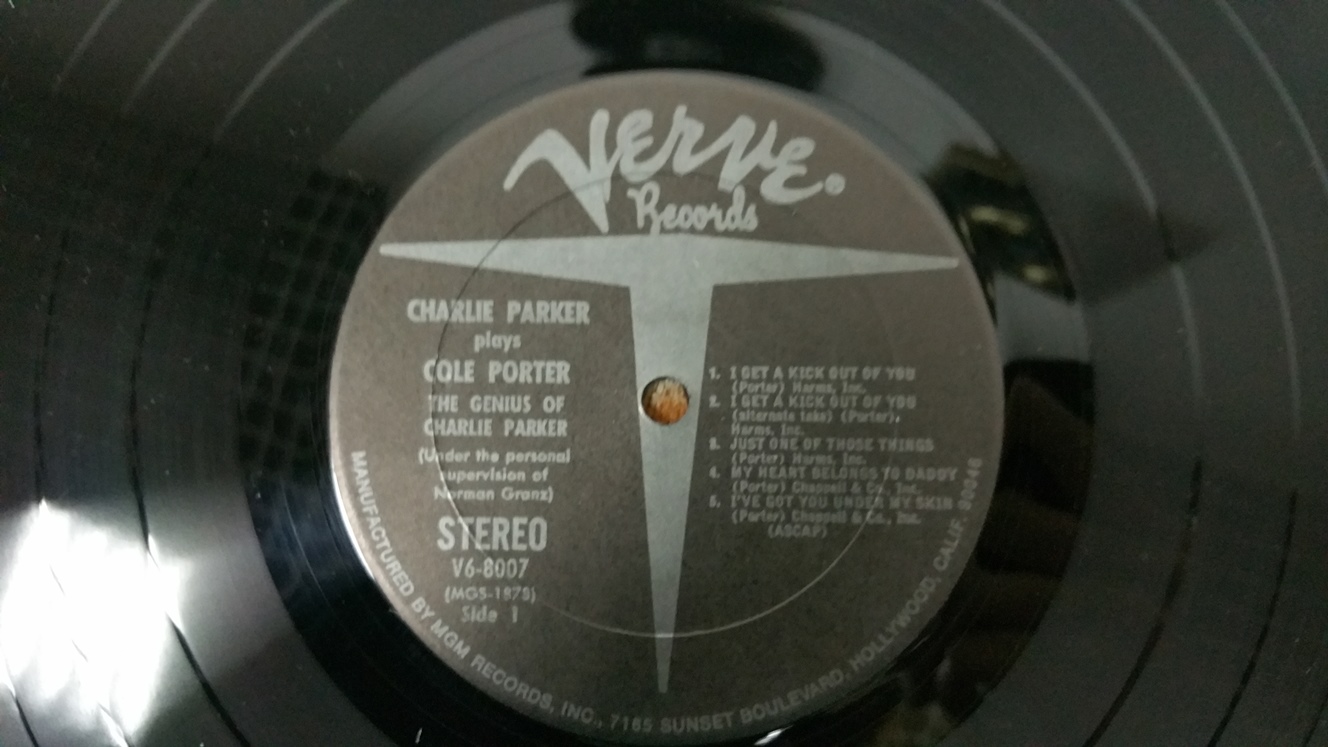 Verve
Records
CHARLIE PARKER
plays
COLE PORTER
THE GENIUS OF
CHARLIE PARKER
(Under the personal
supervision of
Norman Granz)
STEREO
V6-8007
Side 1
1. I GET A KICK OUT OF YOU
(Porter) Harms, Inc.
2. I GET A KICK OUT OF YOU
(alternate take) (Porter),
Harms, Inc.
3. JUST ONE OF THOSE THINGS
(Porter) Harms, Inc.
4. MY HEART BELONGS TO DADDY
(Porter) Chappell & Co., Inc.
5. I'VE GOT YOU UNDER MY SKIN
(Porter) Chappell & Co., Inc.
(ASCAP)
MANUFACTURED BY MGM RECORDS, INC., 7165 SUNSET BOULEVARD, HOLLYWOOD, CALIF. 90046